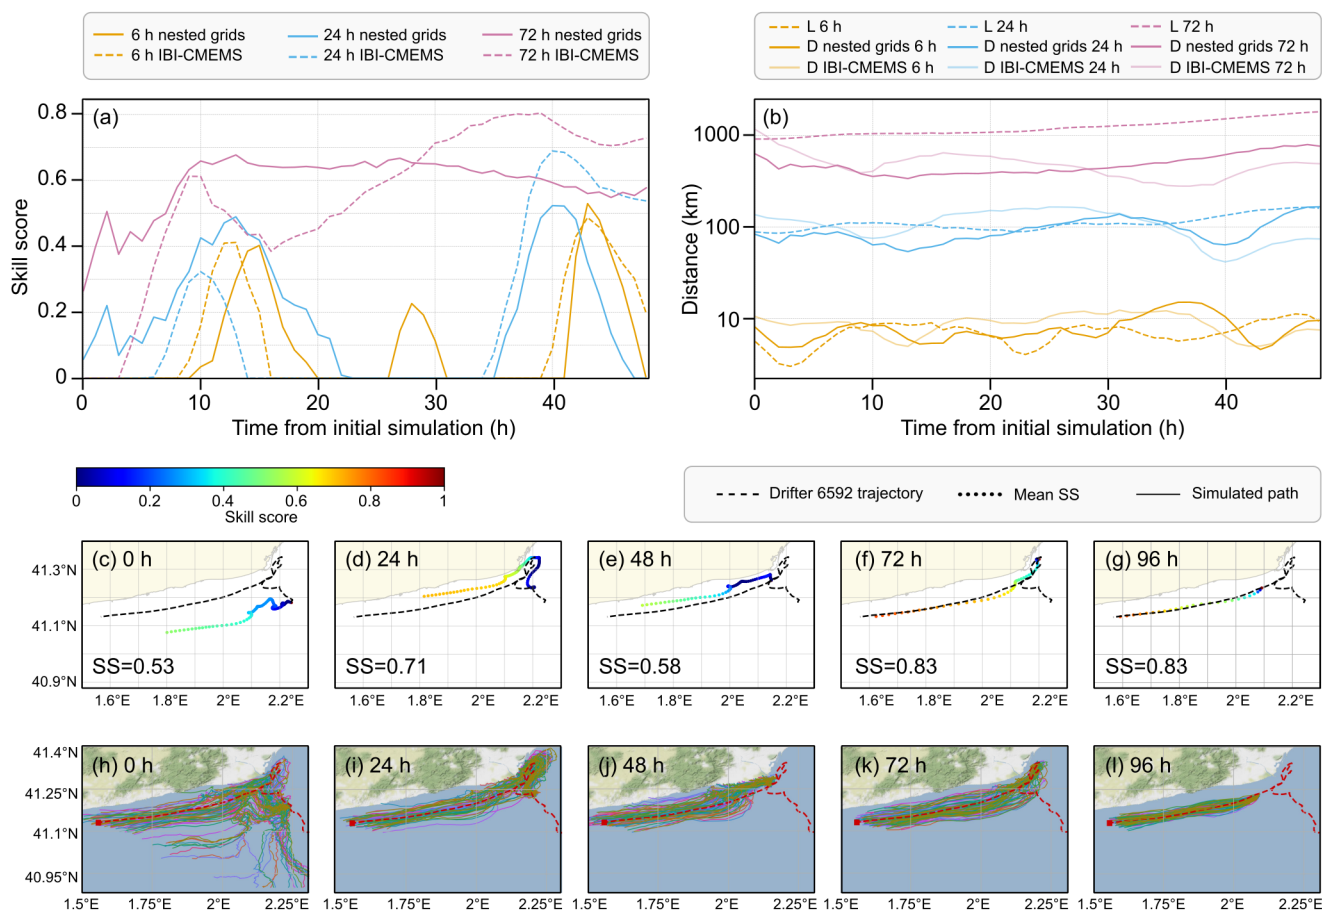 6 h nested grids 24 h nested grids 72 h nested grids
6 h IBI-CMEMS 24 h IBI-CMEMS 72 h IBI-CMEMS
L 6 h L 24 h L 72 h
D nested grids 6 h D nested grids 24 h D nested grids 72 h
D IBI-CMEMS 6 h D IBI-CMEMS 24 h D IBI-CMEMS 72 h
(a)
0.8
0.6
0.4
0.2
0
Skill score
0 10 20 30 40
Time from initial simulation (h)
(b)
1000
100
10
Distance (km)
0 10 20 30 40
Time from initial simulation (h)
0 0.2 0.4 0.6 0.8 1
Skill score
Drifter 6592 trajectory Mean SS Simulated path
(c) 0 h (d) 24 h (e) 48 h (f) 72 h (g) 96 h
41.3°N
41.1°N
40.9°N
SS=0.53 SS=0.71 SS=0.58 SS=0.83 SS=0.83
1.6°E 1.8°E 2°E 2.2°E 1.6°E 1.8°E 2°E 2.2°E 1.6°E 1.8°E 2°E 2.2°E 1.6°E 1.8°E 2°E 2.2°E 1.6°E 1.8°E 2°E 2.2°E
(h) 0 h (i) 24 h (j) 48 h (k) 72 h (l) 96 h
41.4°N
41.25°N
41.1°N
40.95°N
1.5°E 1.75°E 2°E 2.25°E 1.5°E 1.75°E 2°E 2.25°E 1.5°E 1.75°E 2°E 2.25°E 1.5°E 1.75°E 2°E 2.25°E 1.5°E 1.75°E 2°E 2.25°E